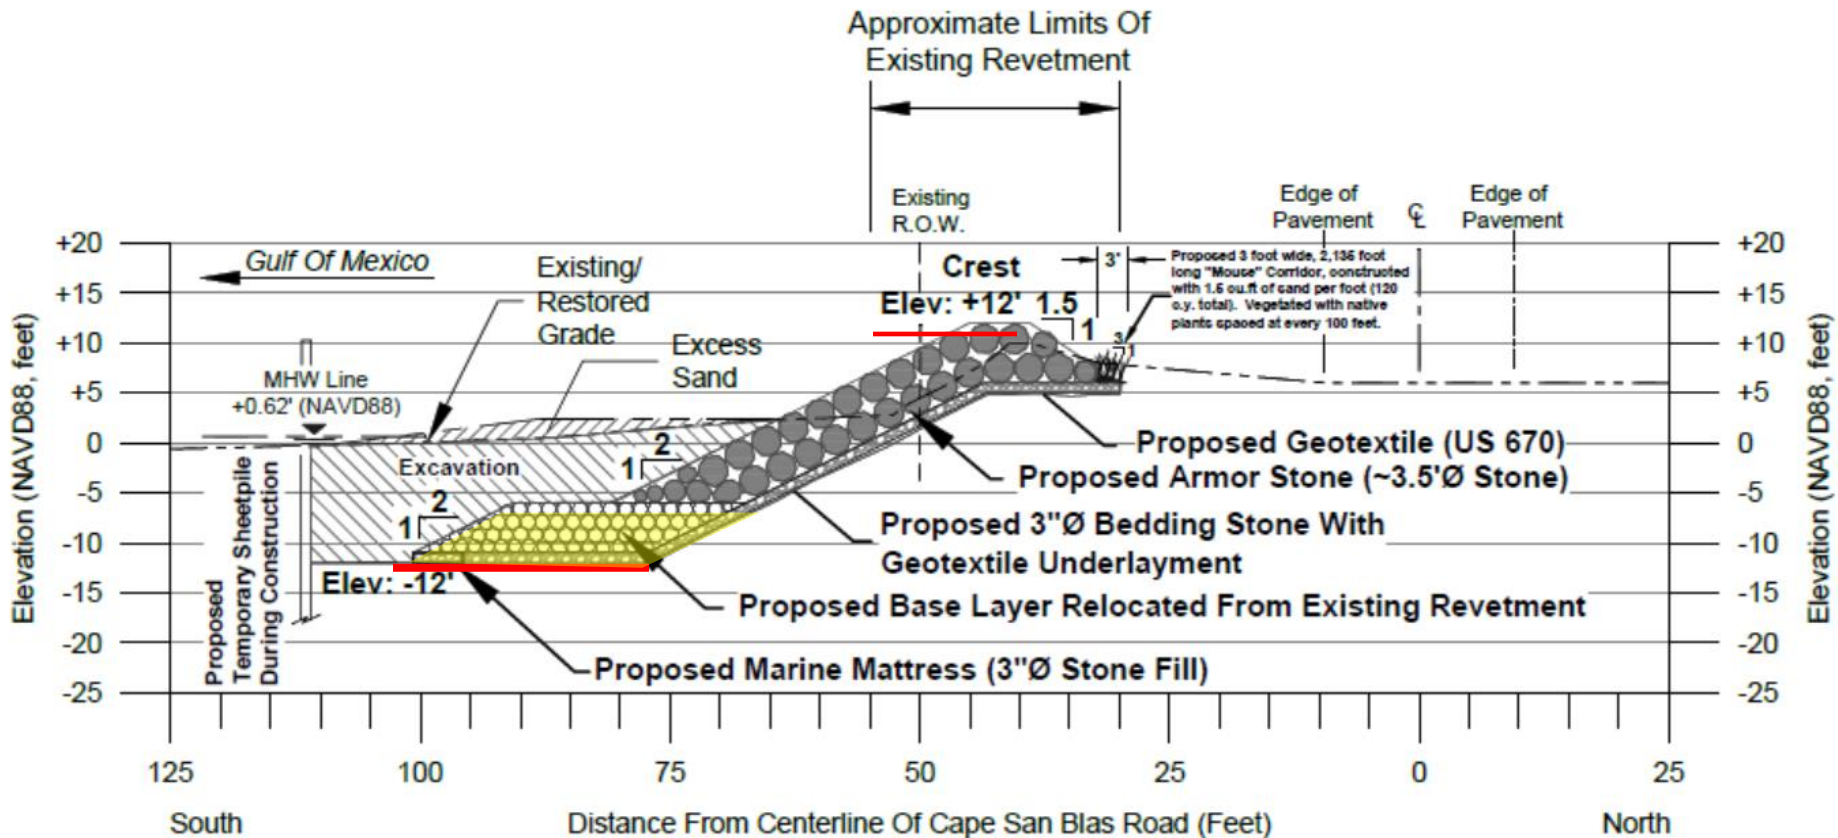 Approximate Limits Of
Existing Revetment
Existing
R.O.W.
Edge of
Pavement
℄
Edge of
Pavement
+20
+15
+10
+5
0
-5
-10
-15
-20
-25
Elevation (NAVD88, feet)
Gulf Of Mexico
Existing/
Restored
Grade
Excess
Sand
MHW Line
+0.62' (NAVD88)
Crest
Elev: +12'
1.5
1
3'
Proposed 3 foot wide, 2,135 foot
long "Mouse" Corridor, constructed
with 1.5 cu.ft of sand per foot (120
c.y. total). Vegetated with native
plants spaced at every 100 feet.
3
1
Excavation
2
1
2
1
Elev: -12'
Proposed
Temporary Sheetpile
During Construction
Proposed Geotextile (US 670)
Proposed Armor Stone (~3.5'Ø Stone)
Proposed 3"Ø Bedding Stone With
Geotextile Underlayment
Proposed Base Layer Relocated From Existing Revetment
Proposed Marine Mattress (3"Ø Stone Fill)
+20
+15
+10
+5
0
-5
-10
-15
-20
-25
Elevation (NAVD88, feet)
125
100
75
50
25
0
25
South
Distance From Centerline Of Cape San Blas Road (Feet)
North